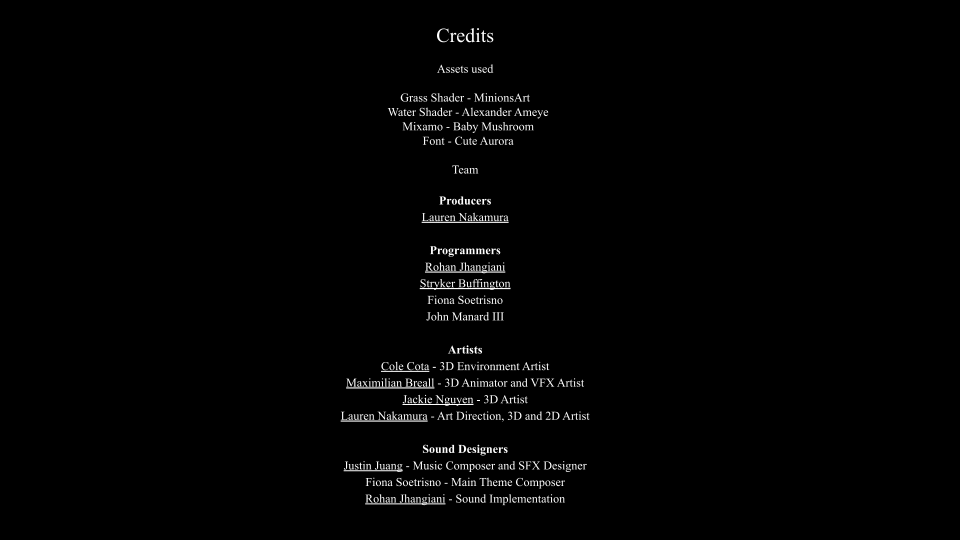 Credits
Assets used
Grass Shader - MinionsArt
Water Shader - Alexander Ameye
Mixamo - Baby Mushroom
Font - Cute Aurora
Team
Producers
Lauren Nakamura
Programmers
Rohan Jhangiani
Stryker Buffington
Fiona Soetrisno
John Manard III
Artists
Cole Cota - 3D Environment Artist
Maximilian Breall - 3D Animator and VFX Artist
Jackie Nguyen - 3D Artist
Lauren Nakamura - Art Direction, 3D and 2D Artist
Sound Designers
Justin Juang - Music Composer and SFX Designer
Fiona Soetrisno - Main Theme Composer
Rohan Jhangiani - Sound Implementation